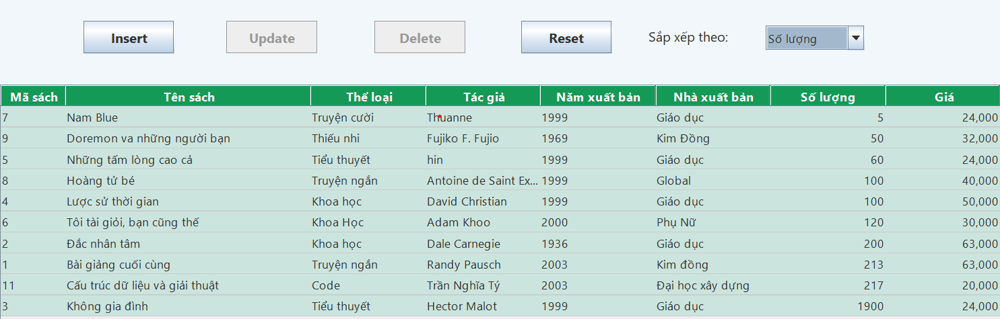 Insert Update Delete Reset Sắp xếp theo: Số lượng
Mã sách Tên sách Thể loại Tác giả Năm xuất bản Nhà xuất bản Số lượng Giá
7 Nam Blue Truyện cười Thuanne 1999 Giáo dục 5 24,000
9 Doremon va những người bạn Thiếu nhi Fujiko F. Fujio 1969 Kim Đồng 50 32,000
5 Những tấm lòng cao cả Tiểu thuyết hin 1999 Giáo dục 60 24,000
8 Hoàng tử bé Truyện ngắn Antoine de Saint Ex... 1999 Global 100 40,000
4 Lược sử thời gian Khoa học David Christian 1999 Giáo dục 100 50,000
6 Tôi tài giỏi, bạn cũng thế Khoa Học Adam Khoo 2000 Phụ Nữ 120 30,000
2 Đắc nhân tâm Khoa học Dale Carnegie 1936 Giáo dục 200 63,000
1 Bài giảng cuối cùng Truyện ngắn Randy Pausch 2003 Kim đồng 213 63,000
11 Cấu trúc dữ liệu và giải thuật Code Trần Nghĩa Tý 2003 Đại học xây dựng 217 20,000
3 Không gia đình Tiểu thuyết Hector Malot 1999 Giáo dục 1900 24,000